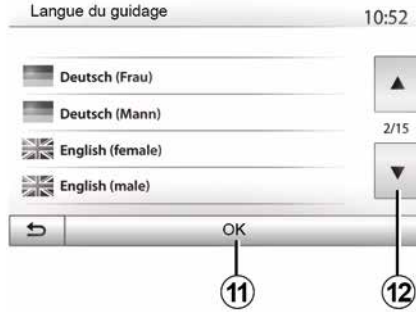 Langue du guidage
10:52
Deutsch (Frau)
Deutsch (Mann)
2/15
English (female)
English (male)
OK
11
12